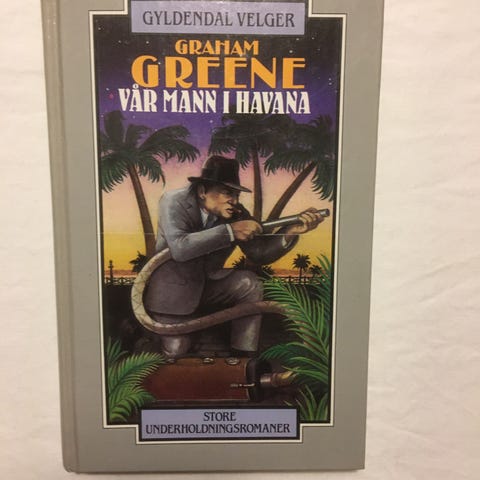 GYLDENDAL VELGER
GRAHAM
GREENE
VÅR MANN I HAVANA
STORE
UNDERHOLDNINGSROMANER